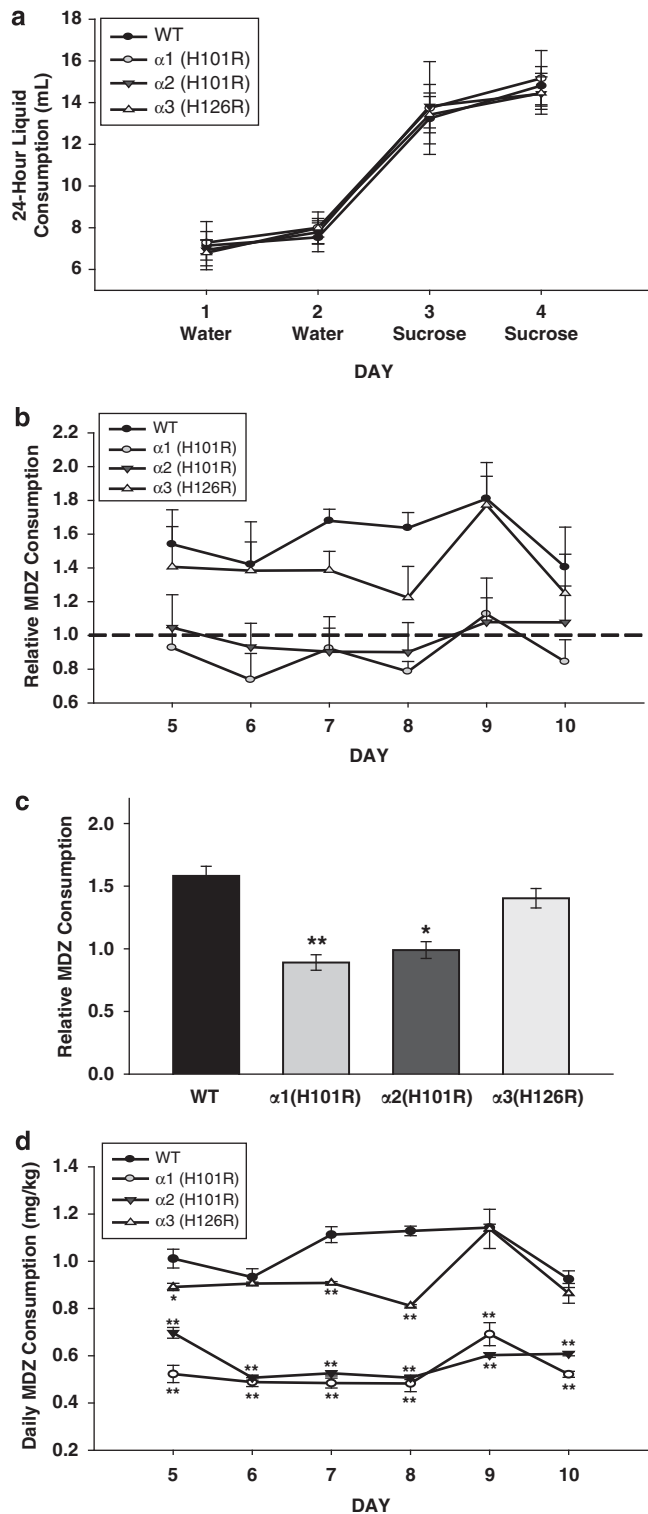 a
18
16
14
12
10
8
6
24-Hour Liquid
Consumption (mL)
WT
α1 (H101R)
α2 (H101R)
α3 (H126R)
1 2 3 4
Water Water Sucrose Sucrose
DAY
b
2.2
2.0
1.8
1.6
1.4
1.2
1.0
0.8
0.6
Relative MDZ Consumption
WT
α1 (H101R)
α2 (H101R)
α3 (H126R)
5 6 7 8 9 10
DAY
c
2.0
1.5
1.0
0.5
0.0
Relative MDZ Consumption
**
*
WT α1(H101R) α2(H101R) α3(H126R)
d
1.4
1.2
1.0
0.8
0.6
0.4
0.2
Daily MDZ Consumption (mg/kg)
WT
α1 (H101R)
α2 (H101R)
α3 (H126R)
* ** **
** ** ** ** ** **
** ** ** ** ** **
5 6 7 8 9 10
DAY